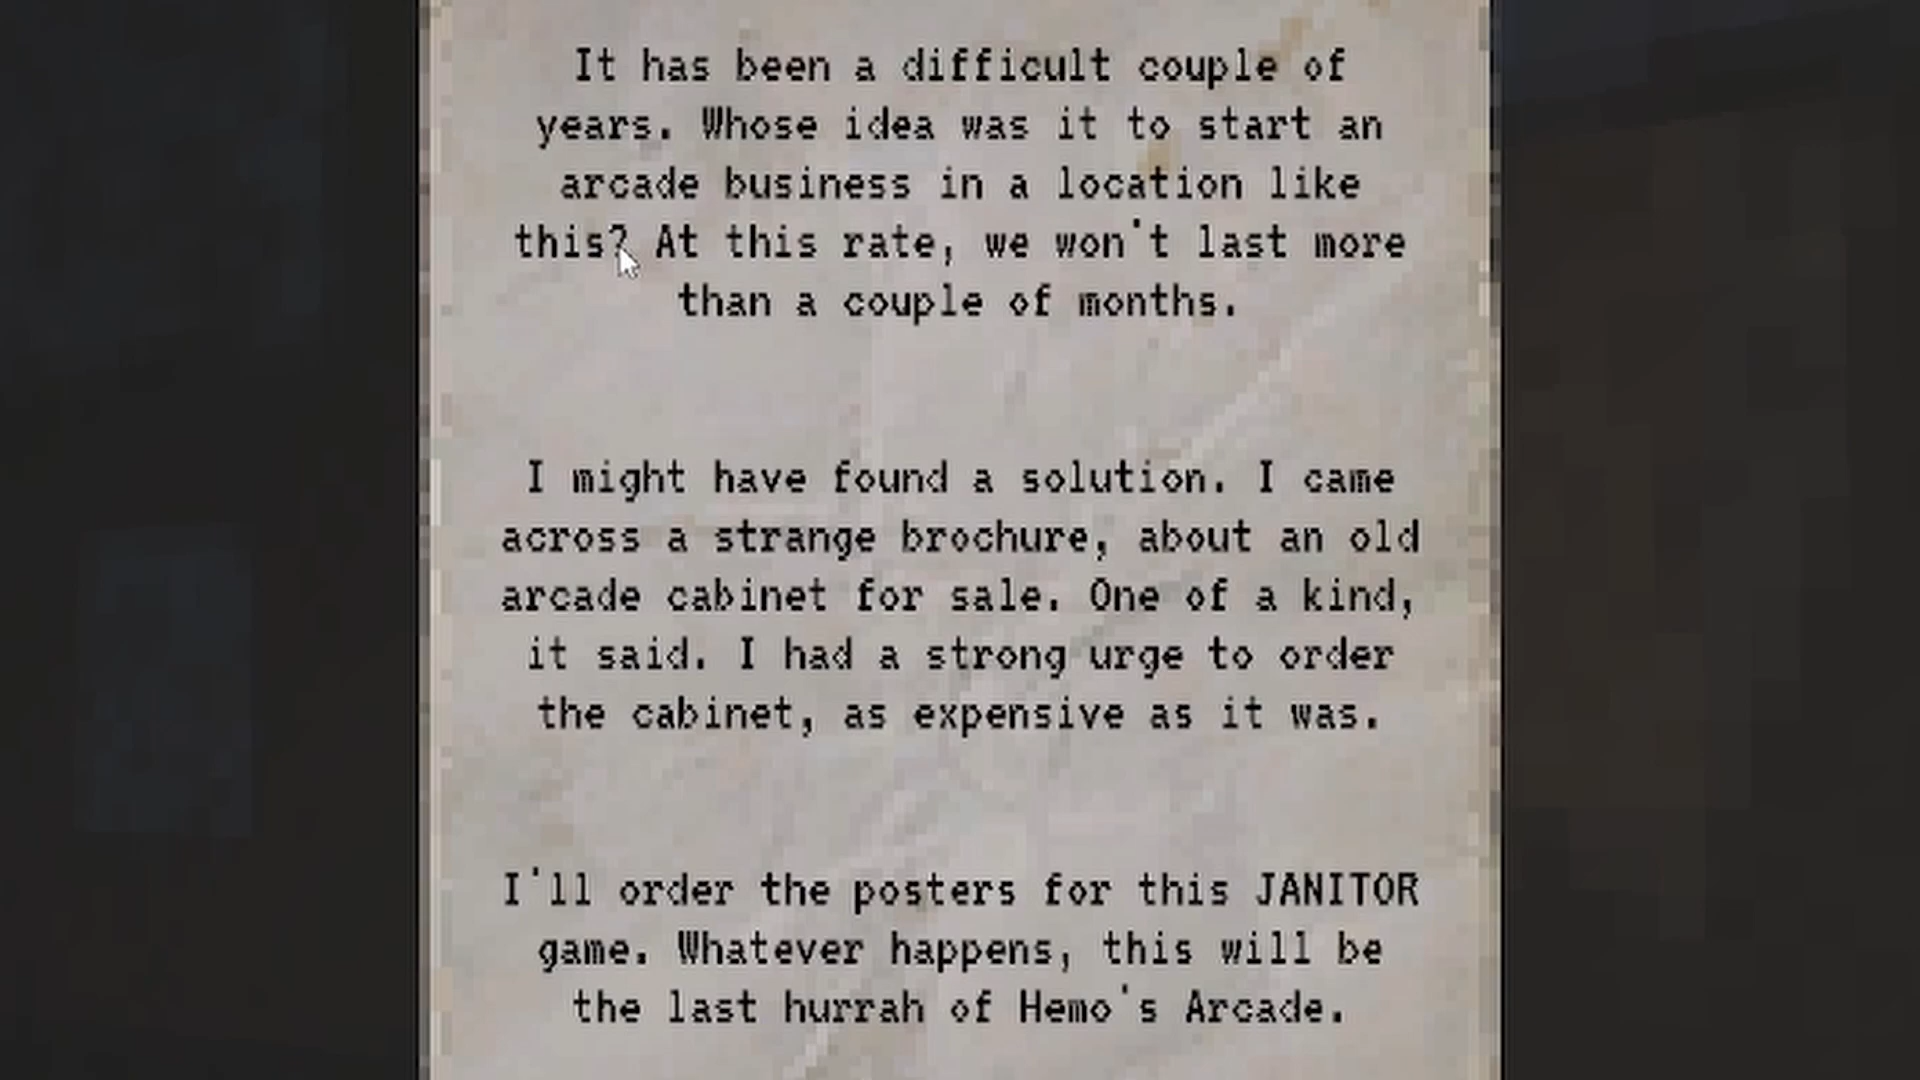 It has been a difficult couple of
years. Whose idea was it to start an
arcade business in a location like
this? At this rate, we won't last more
than a couple of months.
I might have found a solution. I came
across a strange brochure, about an old
arcade cabinet for sale. One of a kind,
it said. I had a strong urge to order
the cabinet, as expensive as it was.
I'll order the posters for this JANITOR
game. Whatever happens, this will be
the last hurrah of Hemo's Arcade.